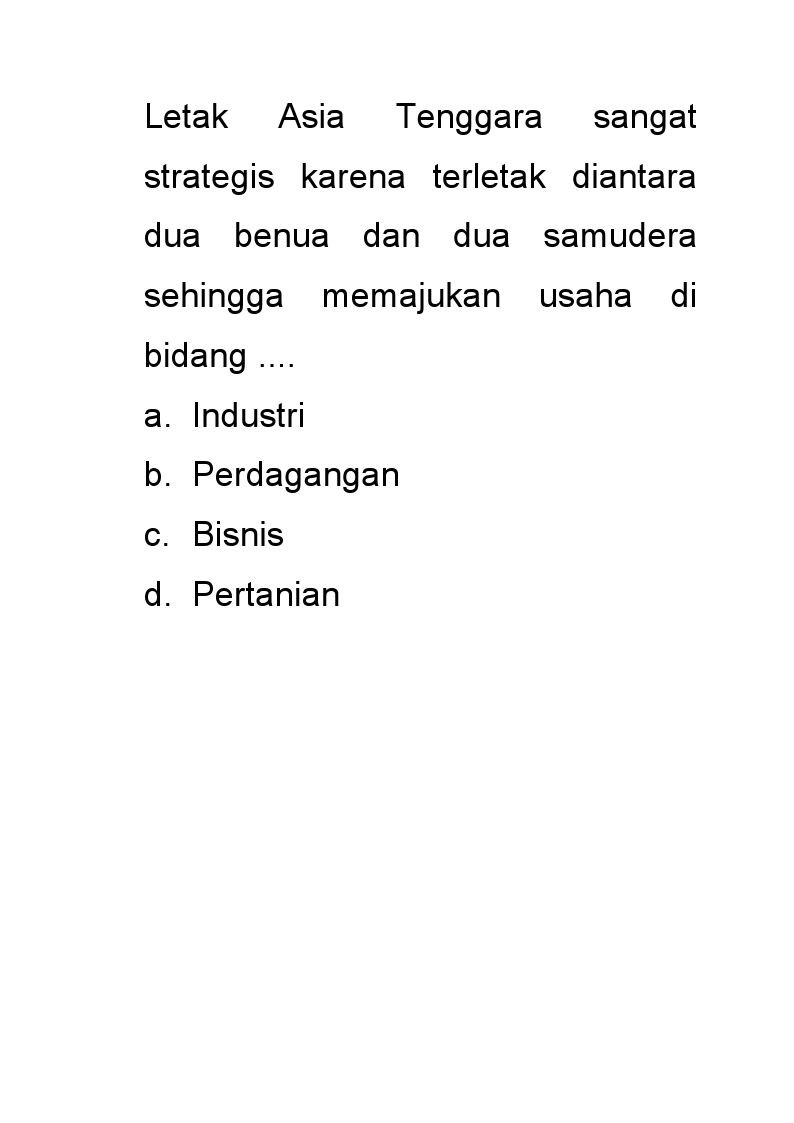 Letak Asia Tenggara sangat
strategis karena terletak diantara
dua benua dan dua samudera
sehingga memajukan usaha di
bidang ....
a. Industri
b. Perdagangan
c. Bisnis
d. Pertanian